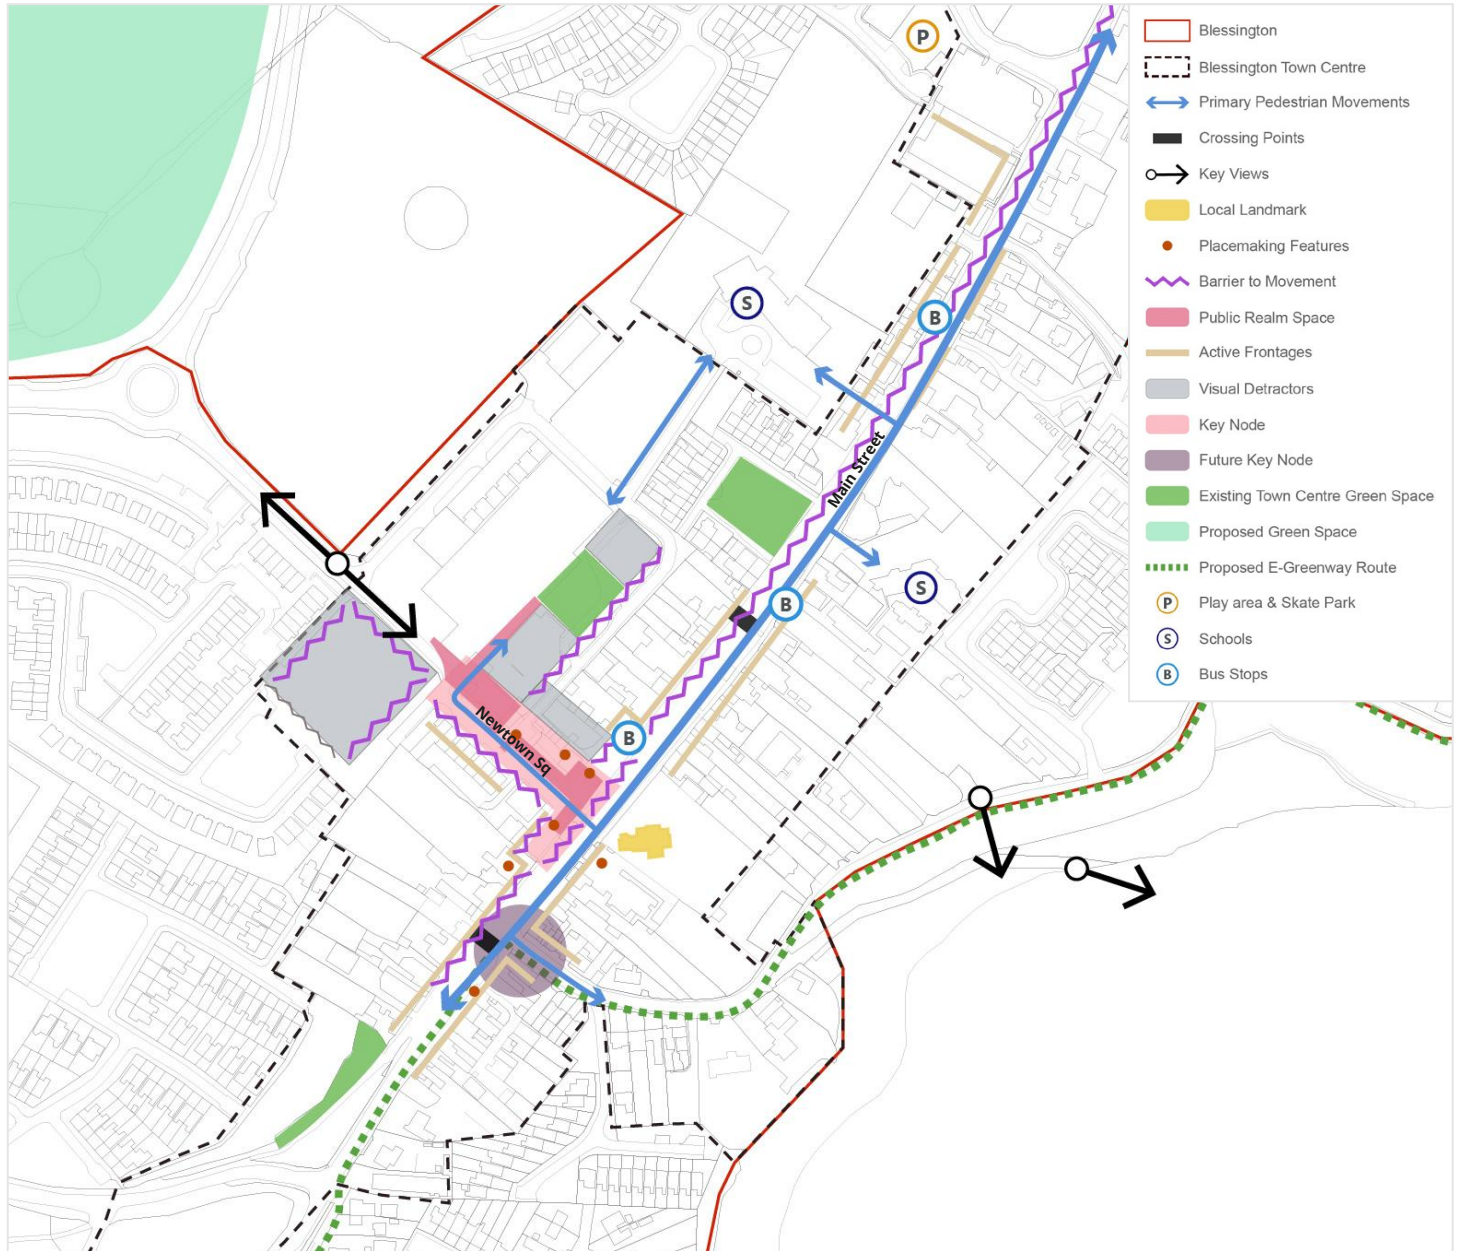 P
Blessington
Blessington Town Centre
Primary Pedestrian Movements
Crossing Points
Key Views
Local Landmark
Placemaking Features
Barrier to Movement
Public Realm Space
Active Frontages
Visual Detractors
Key Node
Future Key Node
Existing Town Centre Green Space
Proposed Green Space
Proposed E-Greenway Route
P Play area & Skate Park
S Schools
B Bus Stops
S
B
Main Street
S
B
B
Newtown Sq